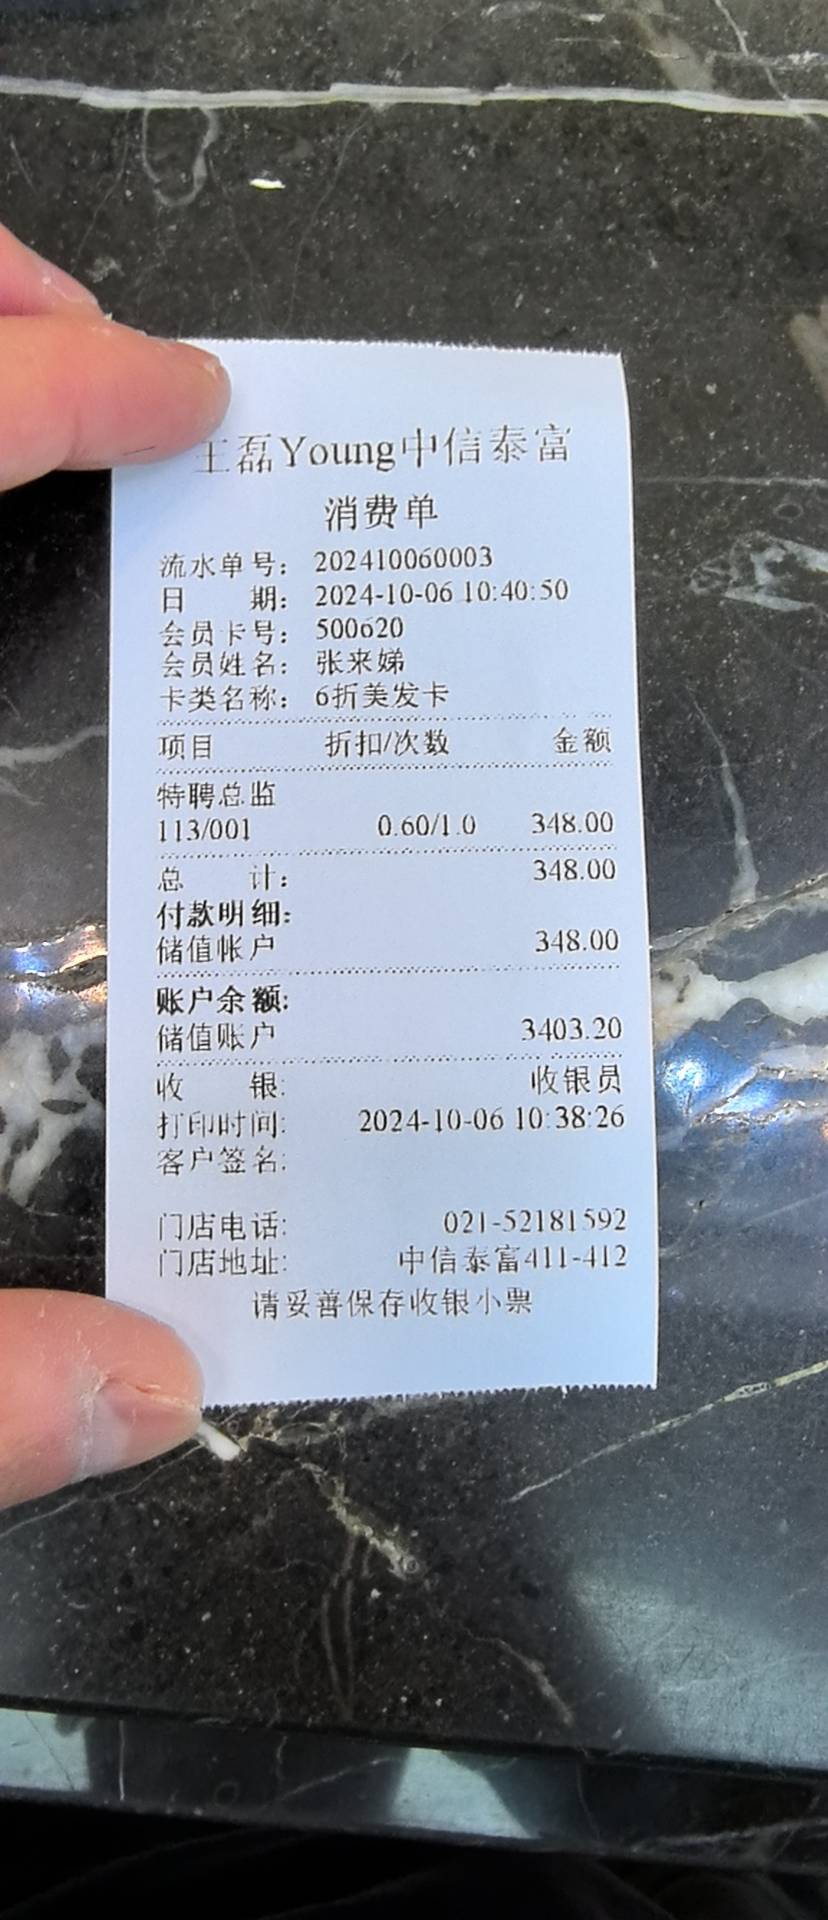 王磊Young中信泰富
消费单
流水单号： 202410060003
日 期： 2024-10-06 10:40:50
会员卡号： 500620
会员姓名： 张来娣
卡类名称： 6折美发卡
项目 折扣/次数 金额
特聘总监
113/001 0.60/1.0 348.00
总 计： 348.00
付款明细：
储值帐户 348.00
账户余额:
储值账户 3403.20
收 银: 收银员
打印时间: 2024-10-06 10:38:26
客户签名:
门店电话: 021-52181592
门店地址: 中信泰富411-412
请妥善保存收银小票